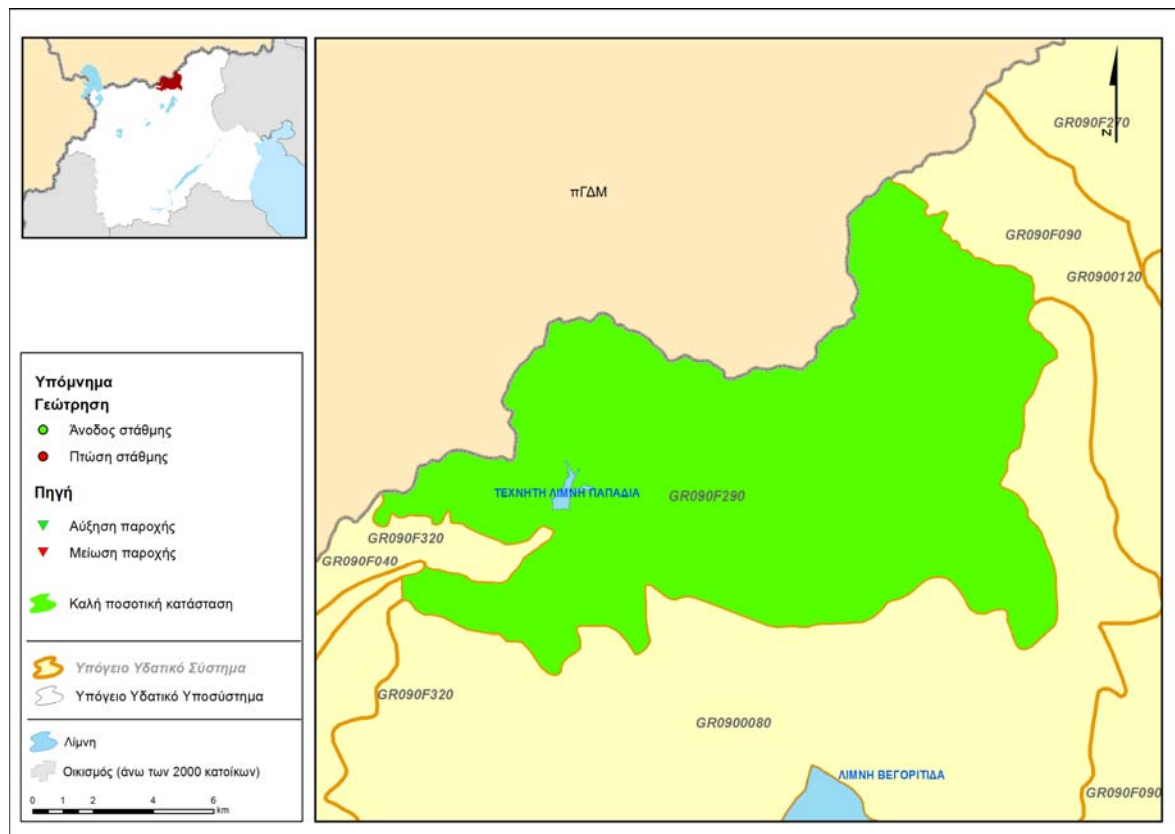 GR090F270
N
πΓΔΜ
GR090F090
GR0900120
ΤΕΧΝΗΤΗ ΛΙΜΝΗ ΠΑΠΑΔΙΑ
GR090F290
GR090F320
GR090F040
GR090F320
GR0900080
ΛΙΜΝΗ ΒΕΓΟΡΙΤΙΔΑ
GR090F090
Υπόμνημα
Γεώτρηση
Άνοδος στάθμης
Πτώση στάθμης
Πηγή
Αύξηση παροχής
Μείωση παροχής
Καλή ποσοτική κατάσταση
Υπόγειο Υδατικό Σύστημα
Υπόγειο Υδατικό Υποσύστημα
Λίμνη
Οικισμός (άνω των 2000 κατοίκων)
0 1 2 4 6
km